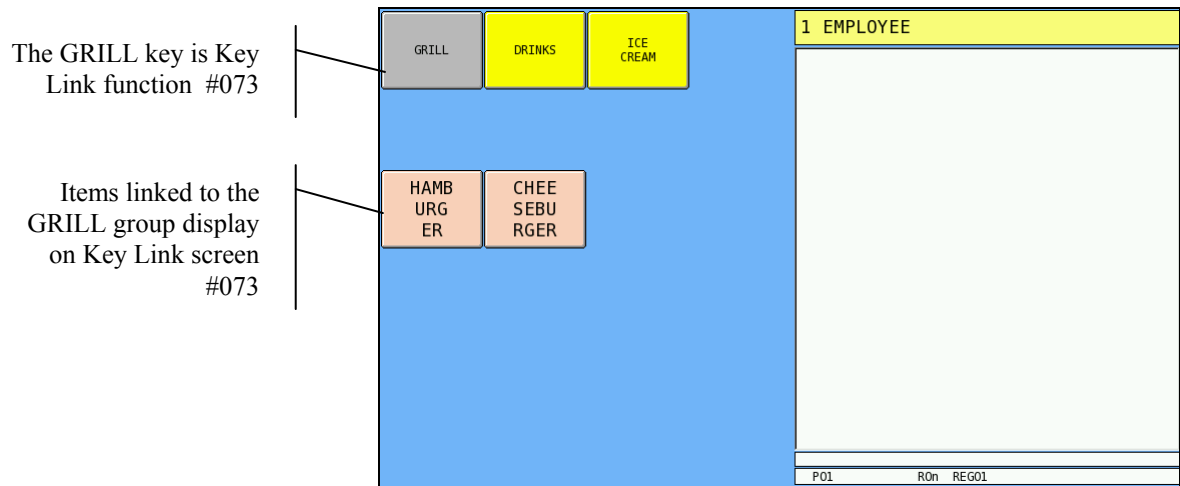 The GRILL key is Key
Link function #073
Items linked to the
GRILL group display
on Key Link screen
#073
GRILL
DRINKS
ICE
CREAM
HAMB
URG
ER
CHEE
SEBU
RGER
1 EMPLOYEE
P01 ROn REG01